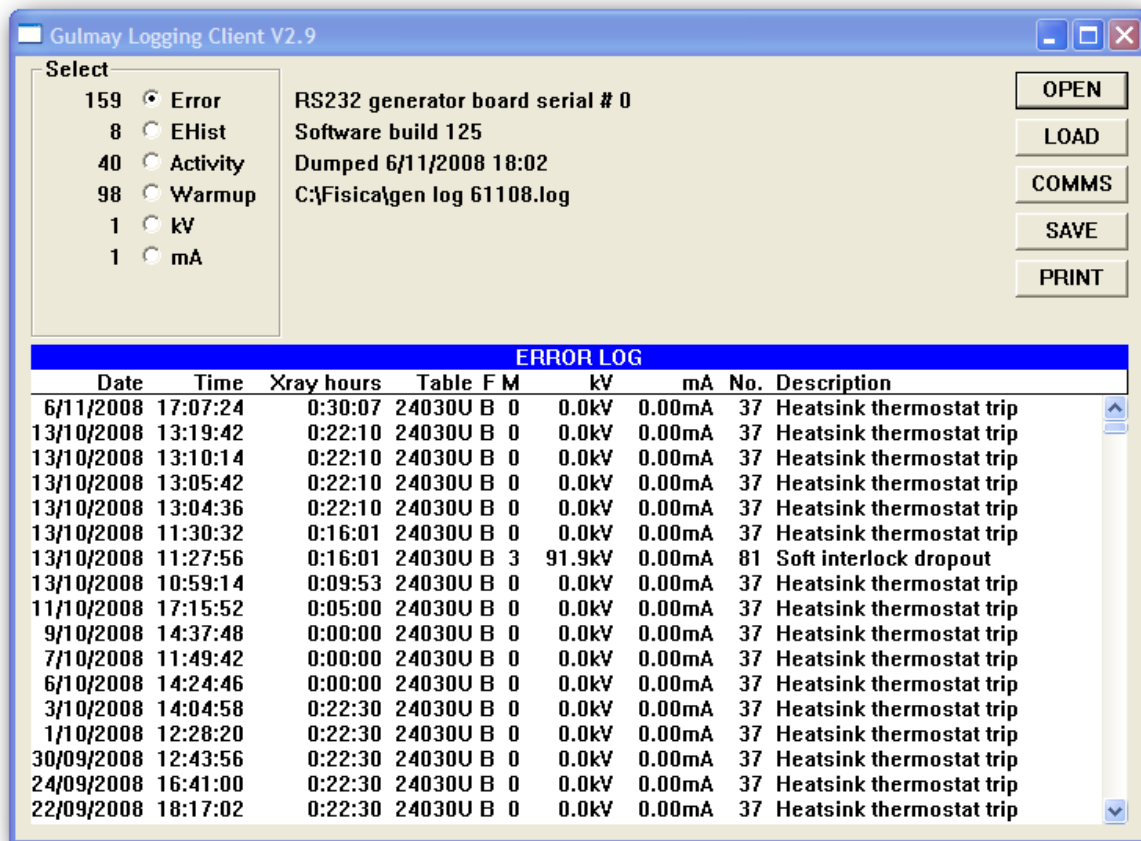 Gulmay Logging Client V2.9
Select
159 Error
8 EHist
40 Activity
98 Warmup
1 kV
1 mA
RS232 generator board serial # 0
Software build 125
Dumped 6/11/2008 18:02
C:\Fisica\gen log 61108.log
OPEN
LOAD
COMMS
SAVE
PRINT
ERROR LOG
Date Time Xray hours Table F M kV mA No. Description
6/11/2008 17:07:24 0:30:07 24030U B 0 0.0kV 0.00mA 37 Heatsink thermostat trip
13/10/2008 13:19:42 0:22:10 24030U B 0 0.0kV 0.00mA 37 Heatsink thermostat trip
13/10/2008 13:10:14 0:22:10 24030U B 0 0.0kV 0.00mA 37 Heatsink thermostat trip
13/10/2008 13:05:42 0:22:10 24030U B 0 0.0kV 0.00mA 37 Heatsink thermostat trip
13/10/2008 13:04:36 0:22:10 24030U B 0 0.0kV 0.00mA 37 Heatsink thermostat trip
13/10/2008 11:30:32 0:16:01 24030U B 0 0.0kV 0.00mA 37 Heatsink thermostat trip
13/10/2008 11:27:56 0:16:01 24030U B 3 91.9kV 0.00mA 81 Soft interlock dropout
13/10/2008 10:59:14 0:09:53 24030U B 0 0.0kV 0.00mA 37 Heatsink thermostat trip
11/10/2008 17:15:52 0:05:00 24030U B 0 0.0kV 0.00mA 37 Heatsink thermostat trip
9/10/2008 14:37:48 0:00:00 24030U B 0 0.0kV 0.00mA 37 Heatsink thermostat trip
7/10/2008 11:49:42 0:00:00 24030U B 0 0.0kV 0.00mA 37 Heatsink thermostat trip
6/10/2008 14:24:46 0:00:00 24030U B 0 0.0kV 0.00mA 37 Heatsink thermostat trip
3/10/2008 14:04:58 0:22:30 24030U B 0 0.0kV 0.00mA 37 Heatsink thermostat trip
1/10/2008 12:28:20 0:22:30 24030U B 0 0.0kV 0.00mA 37 Heatsink thermostat trip
30/09/2008 12:43:56 0:22:30 24030U B 0 0.0kV 0.00mA 37 Heatsink thermostat trip
24/09/2008 16:41:00 0:22:30 24030U B 0 0.0kV 0.00mA 37 Heatsink thermostat trip
22/09/2008 18:17:02 0:22:30 24030U B 0 0.0kV 0.00mA 37 Heatsink thermostat trip